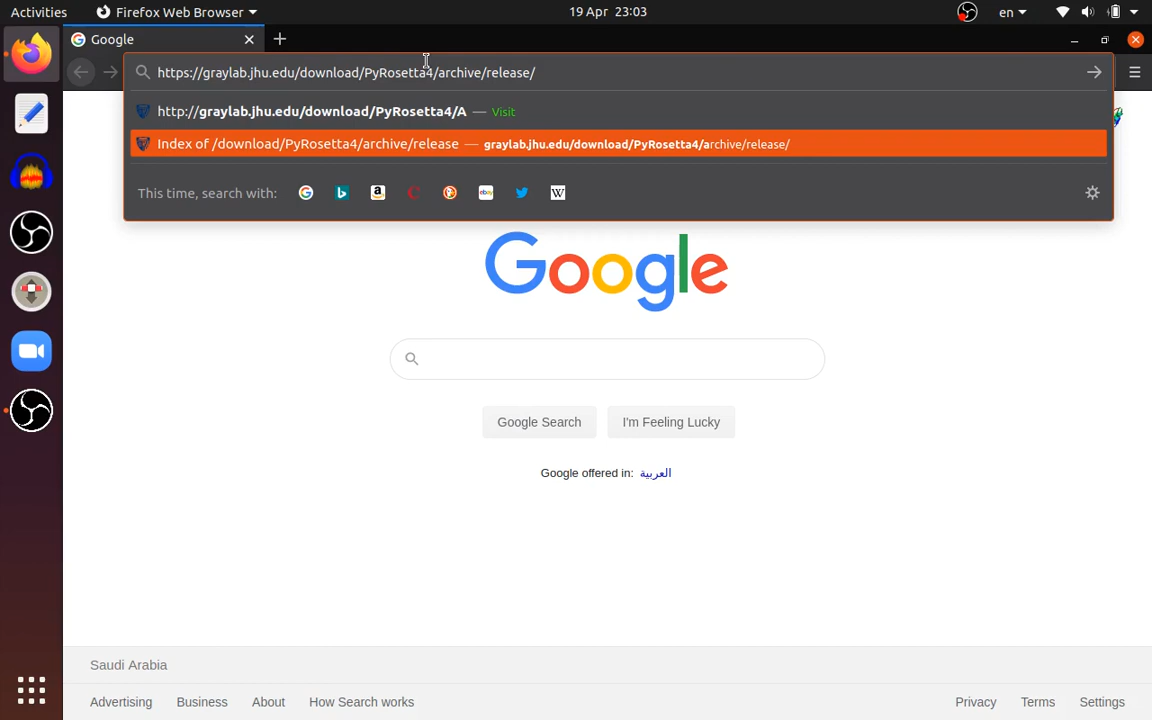 Activities Firefox Web Browser 19 Apr 23:03 en
Google
https://graylab.jhu.edu/download/PyRosetta4/archive/release/
http://graylab.jhu.edu/download/PyRosetta4/A — Visit
Index of /download/PyRosetta4/archive/release — graylab.jhu.edu/download/PyRosetta4/archive/release/
This time, search with:
Google
Google Search I'm Feeling Lucky
Google offered in: العربية
Saudi Arabia
Advertising Business About How Search works Privacy Terms Settings